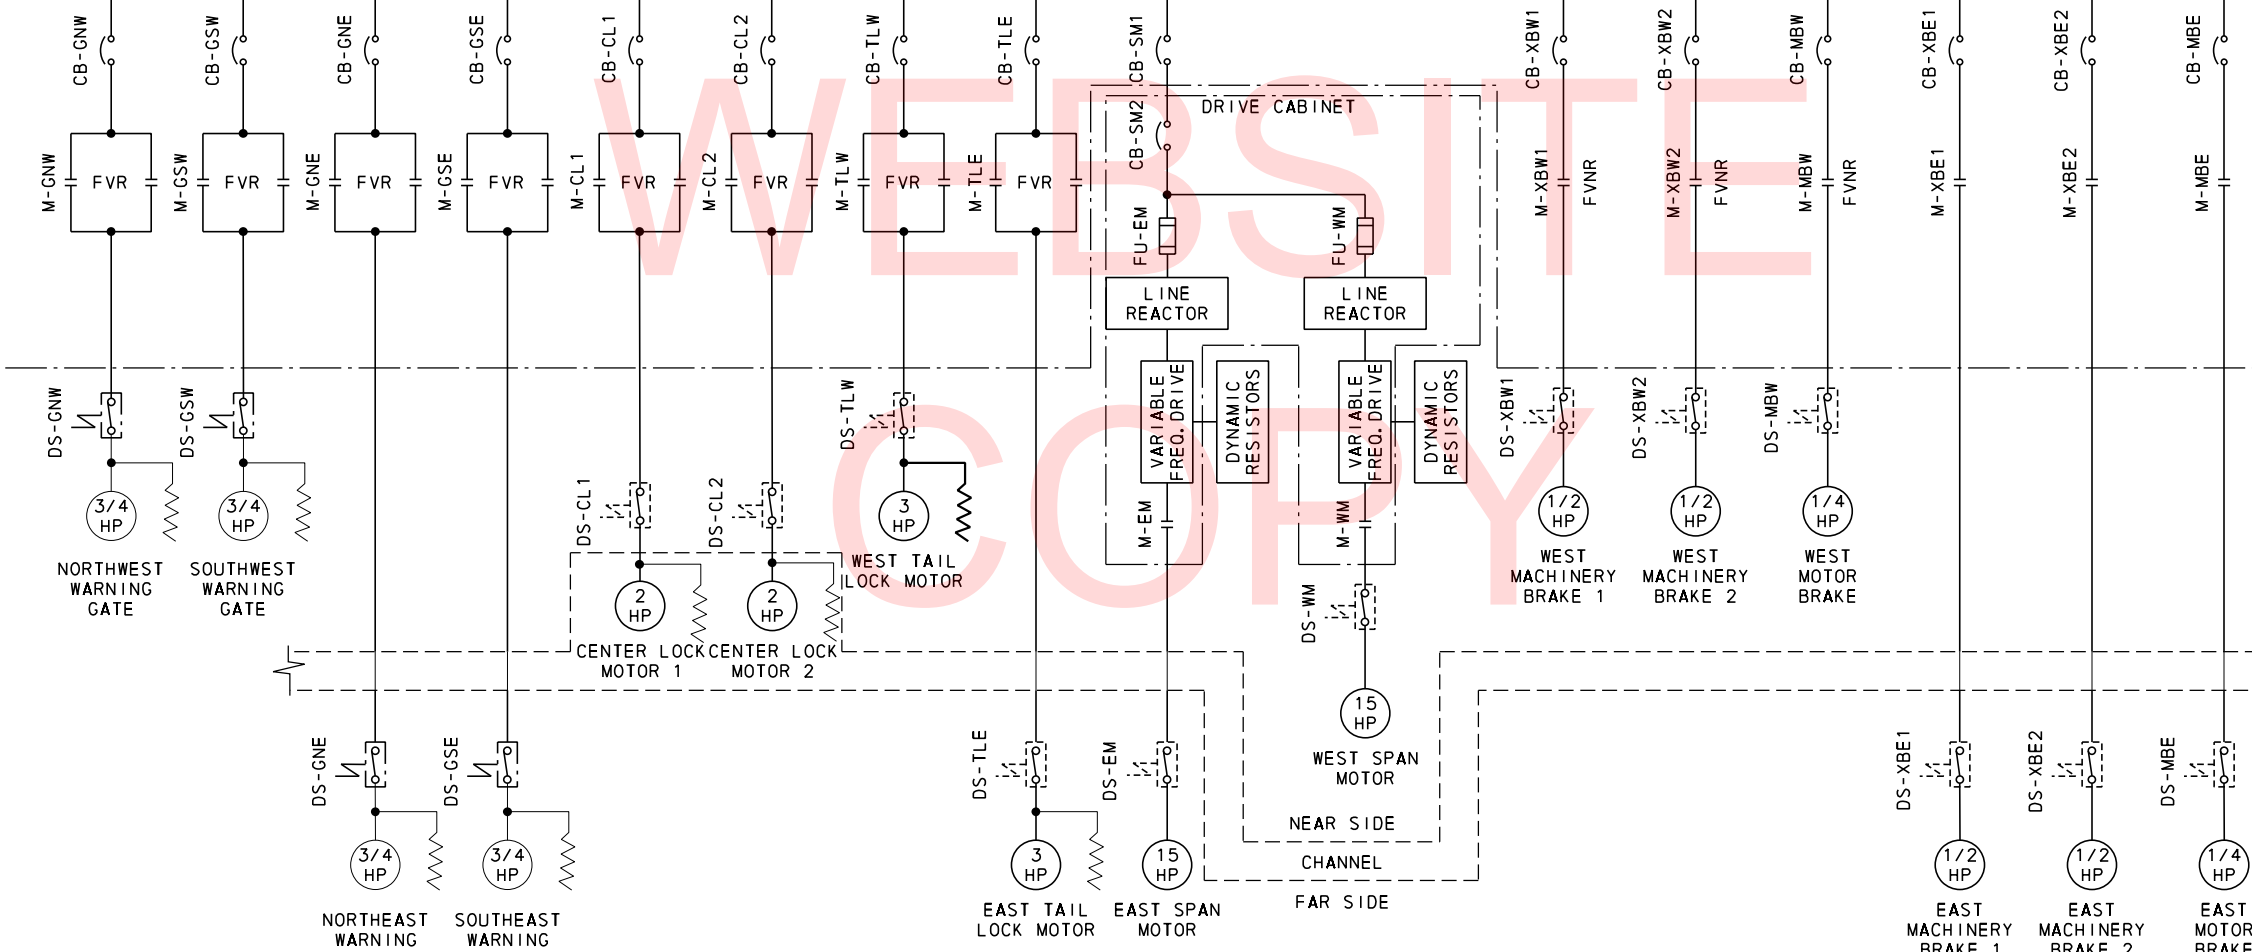 CB-GNW
CB-GSW
CB-GNE
CB-GSE
CB-CL1
CB-CL2
CB-TLW
CB-TLE
CB-SM1
CB-XBW1
CB-XBW2
CB-MBW
CB-XBE1
CB-XBE2
CB-MBE
WEBSITE
COPY
DRIVE CABINET
CB-SM2
M-GNW
FVR
M-GSW
FVR
M-GNE
FVR
M-GSE
FVR
M-CL1
FVR
M-CL2
FVR
M-TLW
FVR
M-TLE
FVR
M-XBW1
FVNR
M-XBW2
FVNR
M-MBW
FVNR
M-XBE1
M-XBE2
M-MBE
FU-EM
FU-WM
LINE
REACTOR
LINE
REACTOR
VARIABLE
FREQ. DRIVE
DYNAMIC
RESISTORS
VARIABLE
FREQ. DRIVE
DYNAMIC
RESISTORS
DS-GNW
DS-GSW
DS-TLW
DS-XBW1
DS-XBW2
DS-MBW
3/4
HP
3/4
HP
DS-CL1
DS-CL2
3
HP
M-EM
M-WM
1/2
HP
1/2
HP
1/4
HP
NORTHWEST
WARNING
GATE
SOUTHWEST
WARNING
GATE
2
HP
2
HP
WEST TAIL
LOCK MOTOR
DS-WM
WEST
MACHINERY
BRAKE 1
WEST
MACHINERY
BRAKE 2
WEST
MOTOR
BRAKE
CENTER LOCK
MOTOR 1
CENTER LOCK
MOTOR 2
15
HP
WEST SPAN
MOTOR
DS-GNE
DS-GSE
DS-TLE
DS-EM
DS-XBE1
DS-XBE2
DS-MBE
NEAR SIDE
CHANNEL
FAR SIDE
3/4
HP
3/4
HP
3
HP
15
HP
1/2
HP
1/2
HP
1/4
HP
NORTHEAST
WARNING
SOUTHEAST
WARNING
EAST TAIL
LOCK MOTOR
EAST SPAN
MOTOR
EAST
MACHINERY
BRAKE 1
EAST
MACHINERY
BRAKE 2
EAST
MOTOR
BRAKE